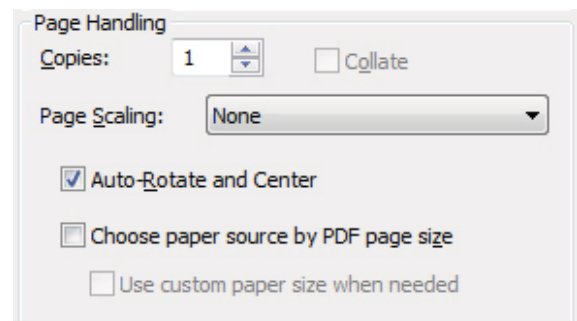 Page Handling
Copies: 1 Collate
Page Scaling: None
Auto-Rotate and Center
Choose paper source by PDF page size
Use custom paper size when needed